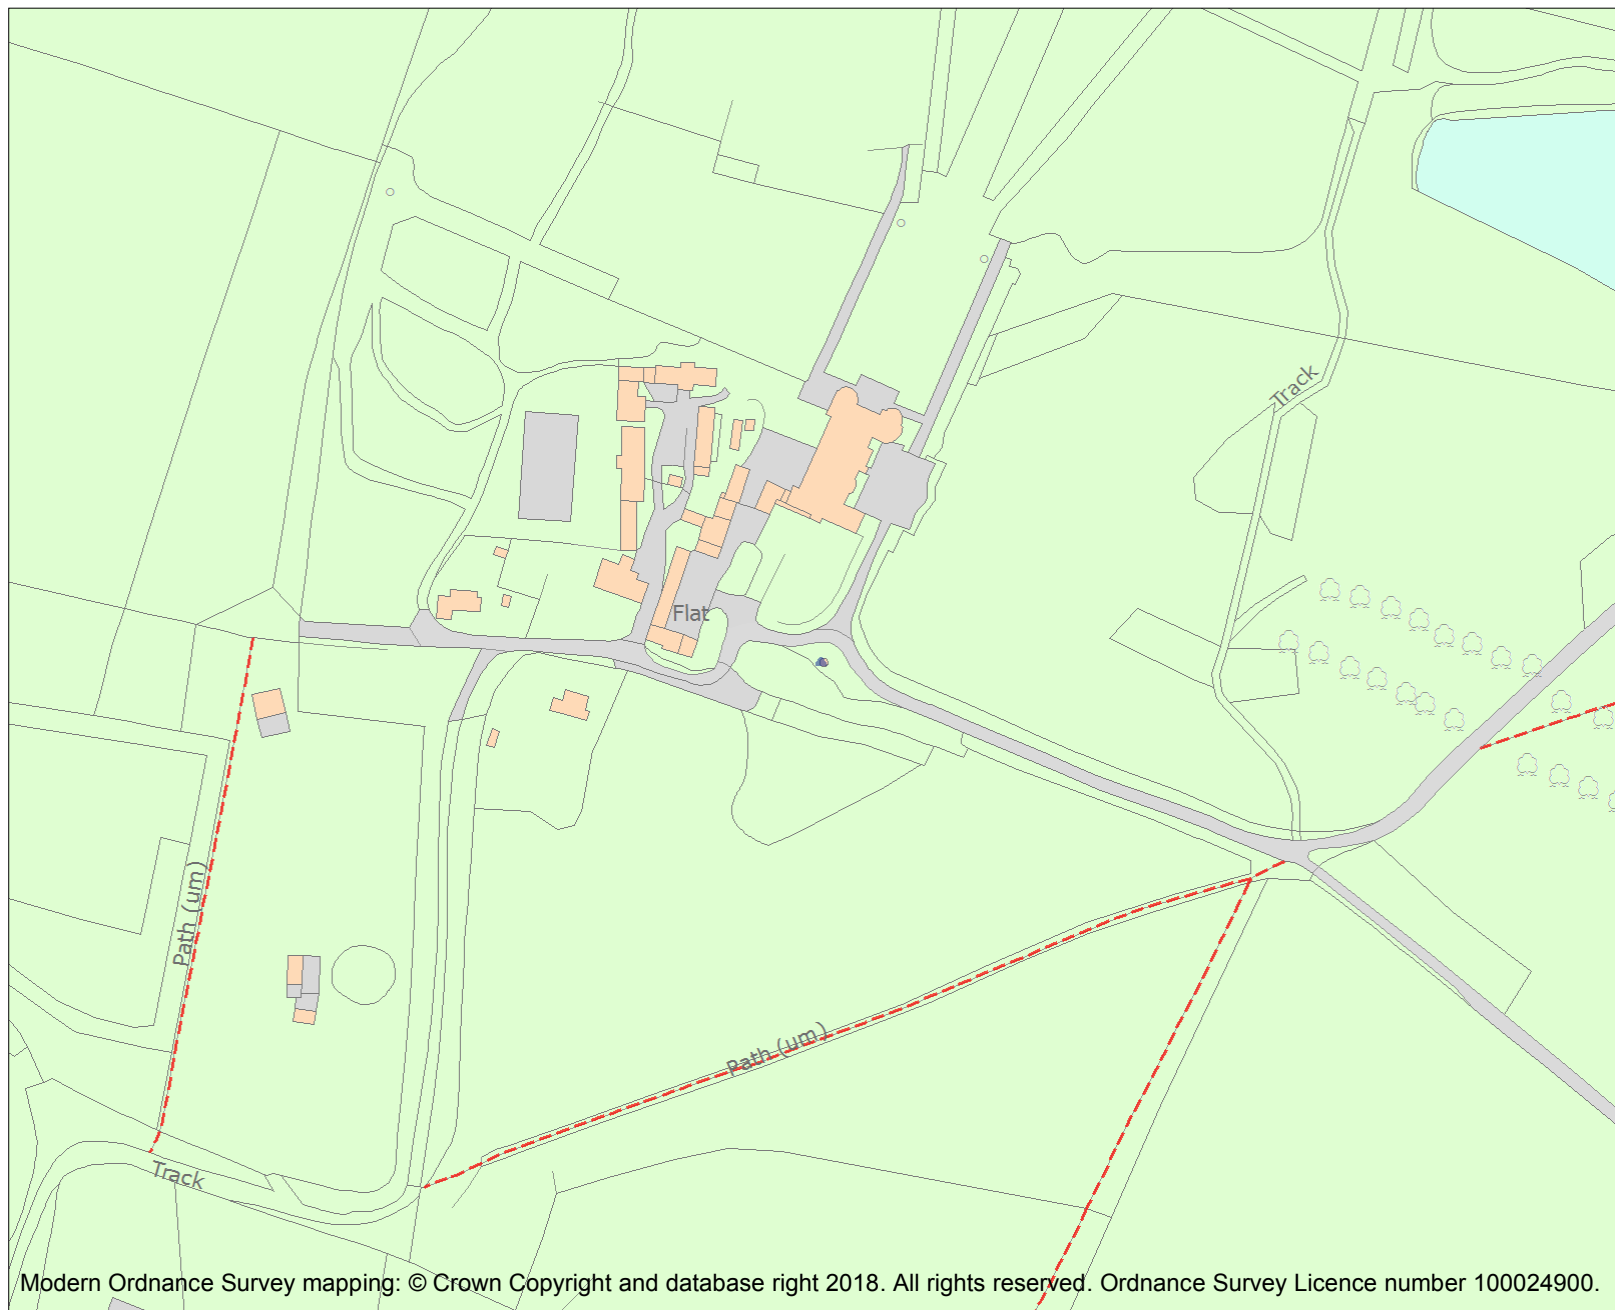 Track
Flat
Path (um)
Path (um)
Track
Modern Ordnance Survey mapping: © Crown Copyright and database right 2018. All rights reserved. Ordnance Survey Licence number 100024900.